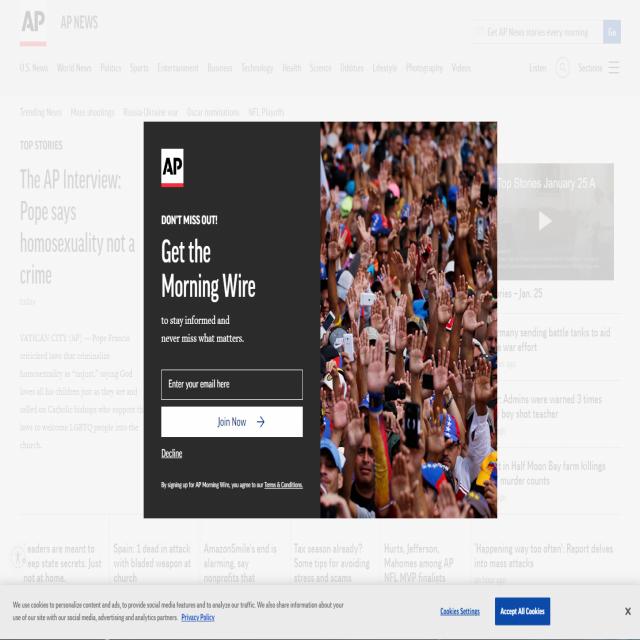 AP
AP NEWS
Get AP News stories every morning
Go
U.S. News World News Politics Sports Entertainment Business Technology Health Science Oddities Lifestyle Photography Videos
Listen
Sections
Trending News Mass shootings Russia-Ukraine war Oscar nominations NFL Playoffs
TOP STORIES
The AP Interview:
Pope says
homosexuality not a
crime
today
VATICAN CITY (AP) — Pope Francis
criticized laws that criminalize
homosexuality as "unjust," saying God
loves all his children just as they are and
called on Catholic bishops who support th
laws to welcome LGBTQ people into the
church.
AP
DON'T MISS OUT!
Get the
Morning Wire
to stay informed and
never miss what matters.
Enter your email here
Join Now
Decline
By signing up for AP Morning Wire, you agree to our Terms & Conditions.
Top Stories January 25 A
ries – Jan. 25
many sending battle tanks to aid
war effort
: Admins were warned 3 times
boy shot teacher
t in Half Moon Bay farm killings
murder counts
eaders are meant to
eep state secrets. Just
not at home.
Spain: 1 dead in attack
with bladed weapon at
church
AmazonSmile's end is
alarming, say
nonprofits that
Tax season already?
Some tips for avoiding
stress and scams
Hurts, Jefferson,
Mahomes among AP
NFL MVP finalists
'Happening way too often': Report delves
into mass attacks
an hour ago
We use cookies to personalize content and ads, to provide social media features and to analyze our traffic. We also share information about your
use of our site with our social media, advertising and analytics partners. Privacy Policy
Cookies Settings
Accept All Cookies
X